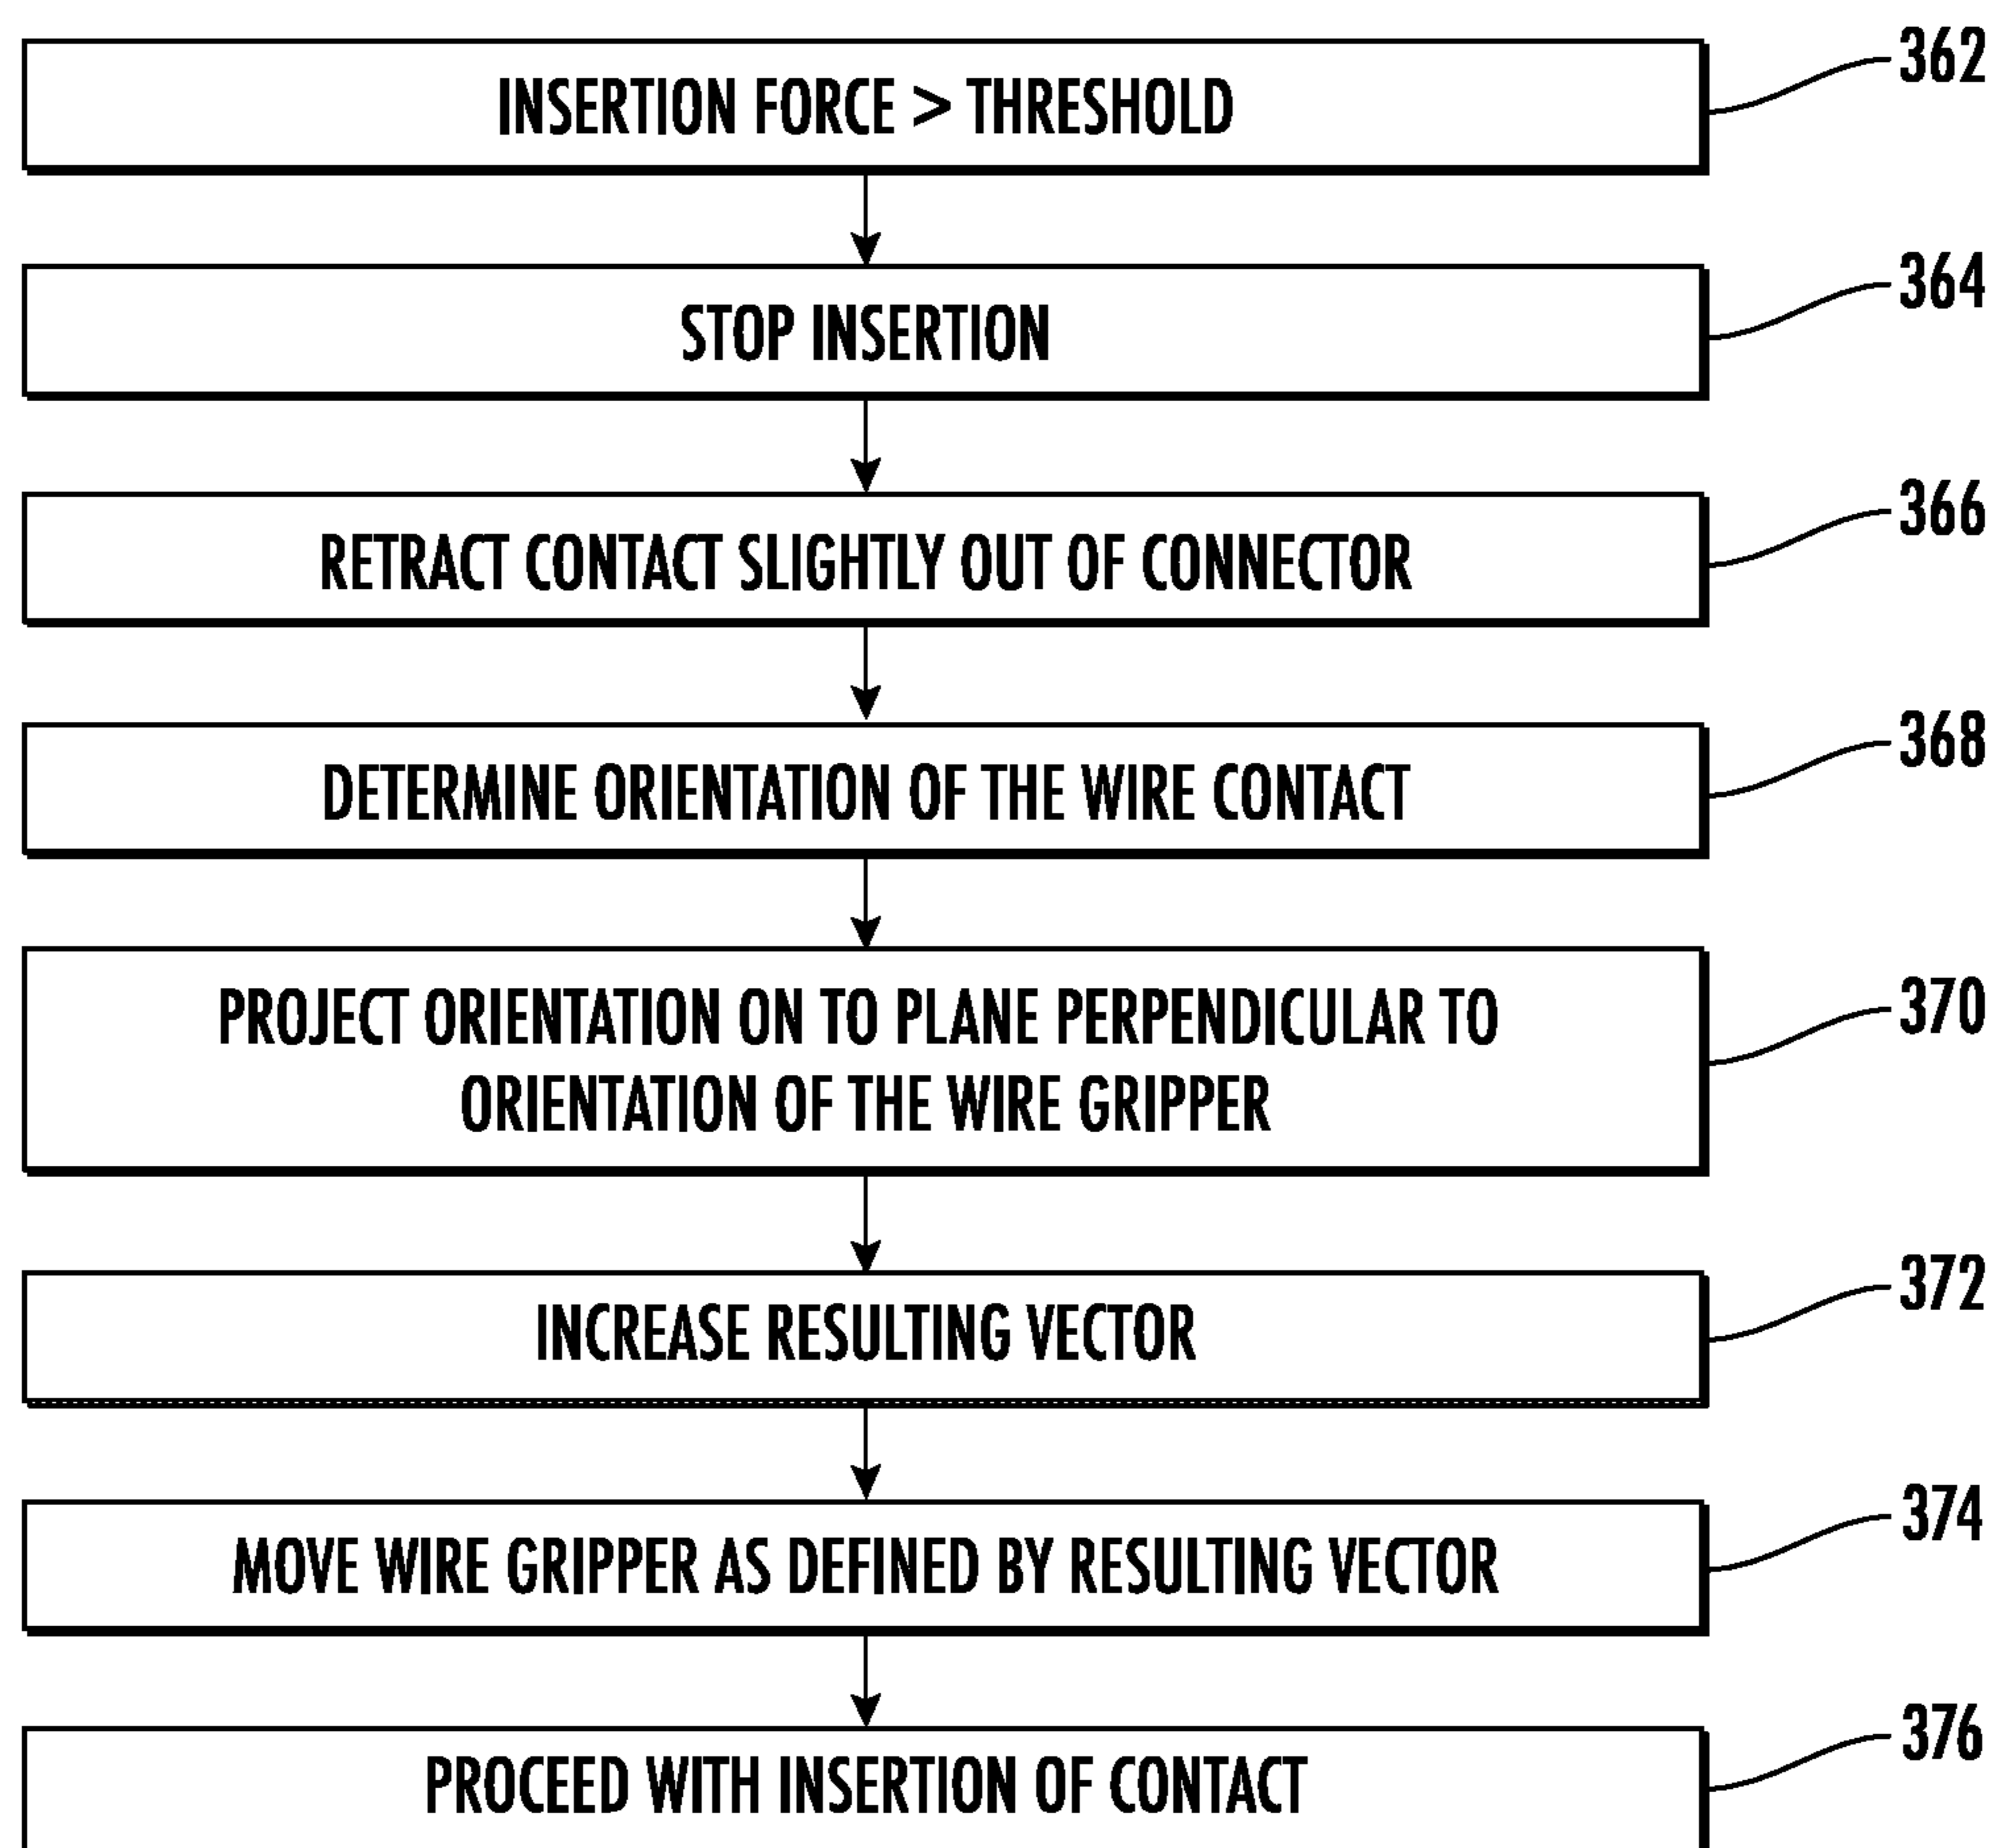 INSERTION FORCE > THRESHOLD
362
STOP INSERTION
364
RETRACT CONTACT SLIGHTLY OUT OF CONNECTOR
366
DETERMINE ORIENTATION OF THE WIRE CONTACT
368
PROJECT ORIENTATION ON TO PLANE PERPENDICULAR TO
ORIENTATION OF THE WIRE GRIPPER
370
INCREASE RESULTING VECTOR
372
MOVE WIRE GRIPPER AS DEFINED BY RESULTING VECTOR
374
PROCEED WITH INSERTION OF CONTACT
376